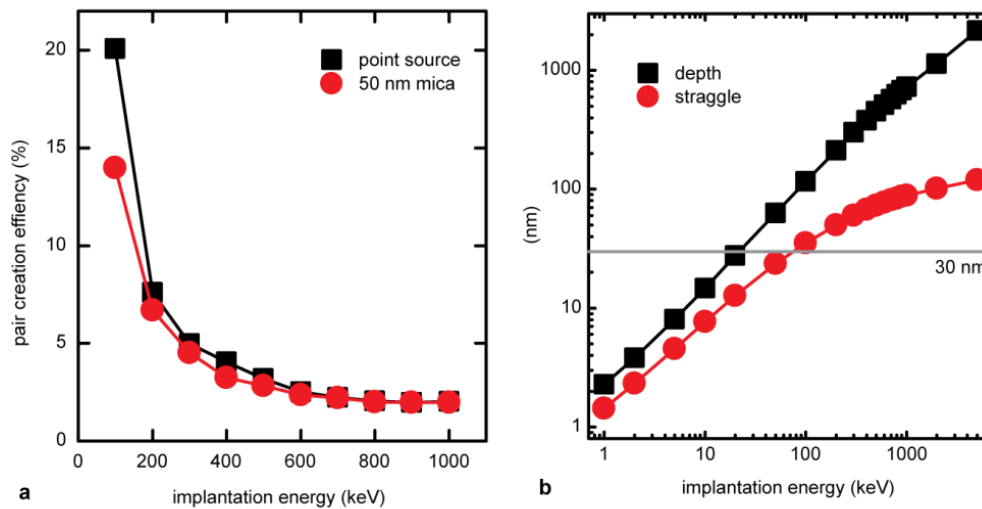 20
15
10
5
0
pair creation effiency (%)
point source
50 nm mica
0 200 400 600 800 1000
implantation energy (keV)
a
1000
100
10
1
(nm)
depth
straggle
30 nm
1 10 100 1000
implantation energy (keV)
b